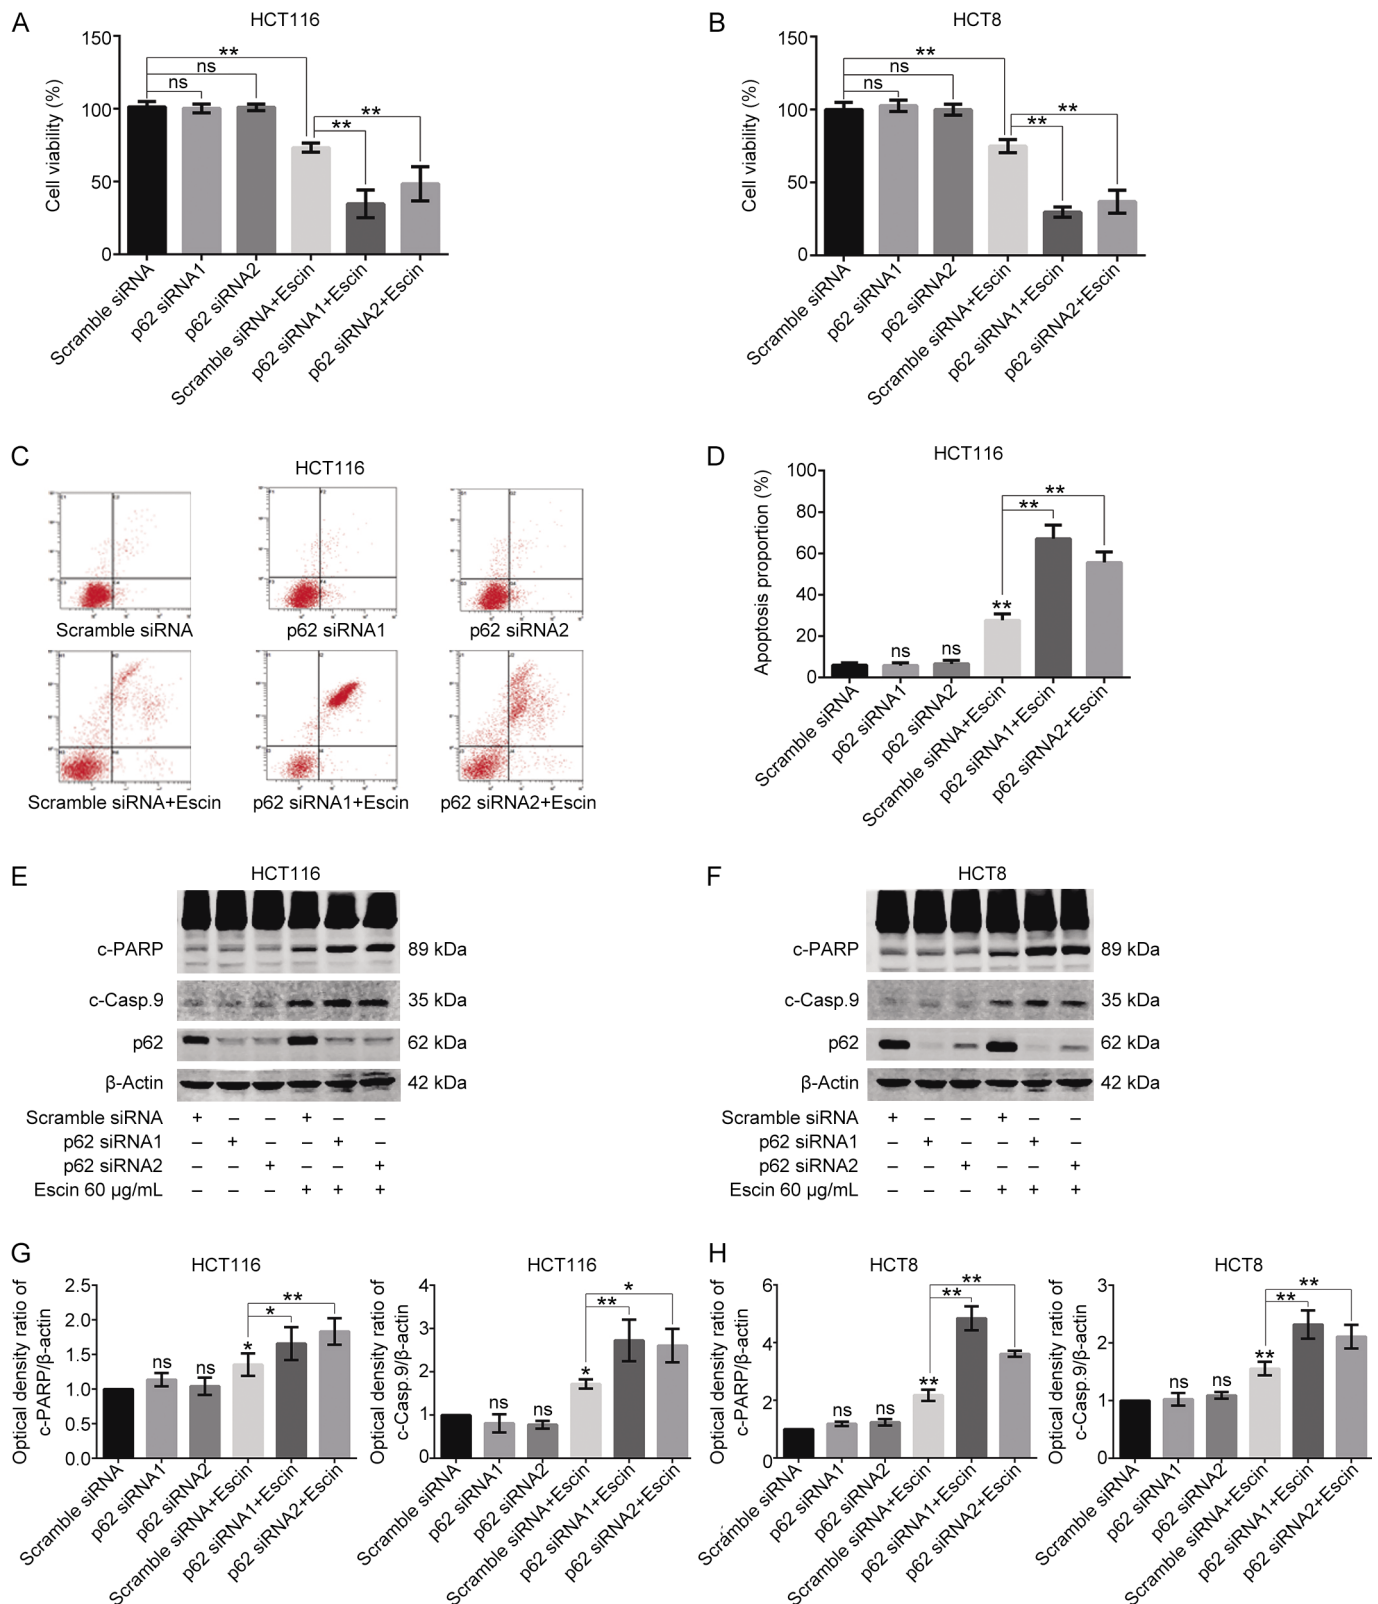 A
HCT116
Cell viability (%)
150
100
50
0
**
ns
ns
**
**
Scramble siRNA
p62 siRNA1
p62 siRNA2
Scramble siRNA+Escin
p62 siRNA1+Escin
p62 siRNA2+Escin
B
HCT8
Cell viability (%)
150
100
50
0
**
ns
ns
**
**
Scramble siRNA
p62 siRNA1
p62 siRNA2
Scramble siRNA+Escin
p62 siRNA1+Escin
p62 siRNA2+Escin
C
HCT116
Scramble siRNA
p62 siRNA1
p62 siRNA2
Scramble siRNA+Escin
p62 siRNA1+Escin
p62 siRNA2+Escin
D
HCT116
Apoptosis proportion (%)
100
80
60
40
20
0
ns
ns
**
**
**
Scramble siRNA
p62 siRNA1
p62 siRNA2
Scramble siRNA+Escin
p62 siRNA1+Escin
p62 siRNA2+Escin
E
HCT116
c-PARP 89 kDa
c-Casp.9 35 kDa
p62 62 kDa
β-Actin 42 kDa
Scramble siRNA + – – + – –
p62 siRNA1 – + – – + –
p62 siRNA2 – – + – – +
Escin 60 μg/mL – – – + + +
F
HCT8
c-PARP 89 kDa
c-Casp.9 35 kDa
p62 62 kDa
β-Actin 42 kDa
Scramble siRNA + – – + – –
p62 siRNA1 – + – – + –
p62 siRNA2 – – + – – +
Escin 60 μg/mL – – – + + +
G
HCT116
Optical density ratio of
c-PARP/β-actin
2.5
2.0
1.5
1.0
0.5
0.0
ns
ns
*
*
**
Scramble siRNA
p62 siRNA1
p62 siRNA2
Scramble siRNA+Escin
p62 siRNA1+Escin
p62 siRNA2+Escin
HCT116
Optical density ratio of
c-Casp.9/β-actin
4
3
2
1
0
ns
ns
*
**
*
Scramble siRNA
p62 siRNA1
p62 siRNA2
Scramble siRNA+Escin
p62 siRNA1+Escin
p62 siRNA2+Escin
H
HCT8
Optical density ratio of
c-PARP/β-actin
6
4
2
0
ns
ns
**
**
**
Scramble siRNA
p62 siRNA1
p62 siRNA2
Scramble siRNA+Escin
p62 siRNA1+Escin
p62 siRNA2+Escin
HCT8
Optical density ratio of
c-Casp.9/β-actin
3
2
1
0
ns
ns
**
**
**
Scramble siRNA
p62 siRNA1
p62 siRNA2
Scramble siRNA+Escin
p62 siRNA1+Escin
p62 siRNA2+Escin